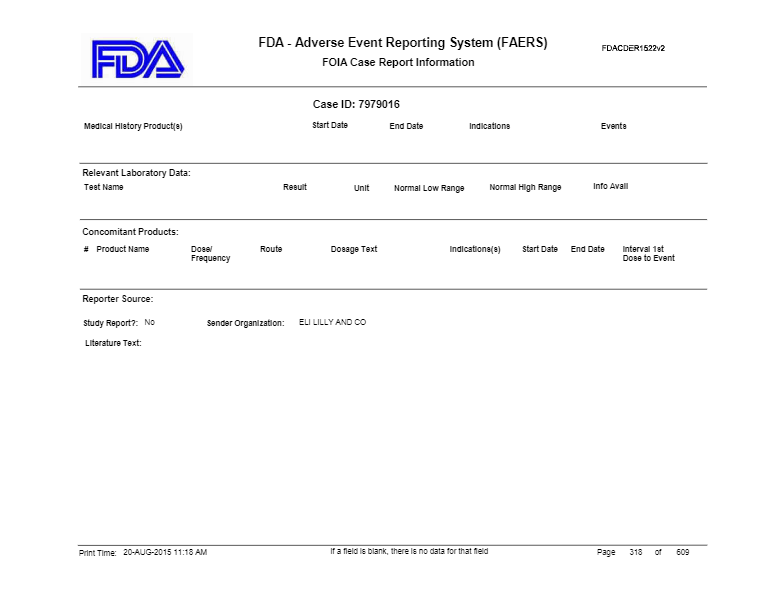 FDA
FDA - Adverse Event Reporting System (FAERS)
FDACDER1522v2
FOIA Case Report Information
Case ID: 7979016
Medical History Product(s) Start Date End Date Indications Events
Relevant Laboratory Data:
Test Name Result Unit Normal Low Range Normal High Range Info Avail
Concomitant Products:
# Product Name Dose/ Route Dosage Text Indications(s) Start Date End Date Interval 1st
Frequency Dose to Event
Reporter Source:
Study Report?: No Sender Organization: ELI LILLY AND CO
Literature Text:
Print Time: 20-AUG-2015 11:18 AM If a field is blank, there is no data for that field Page 318 of 609